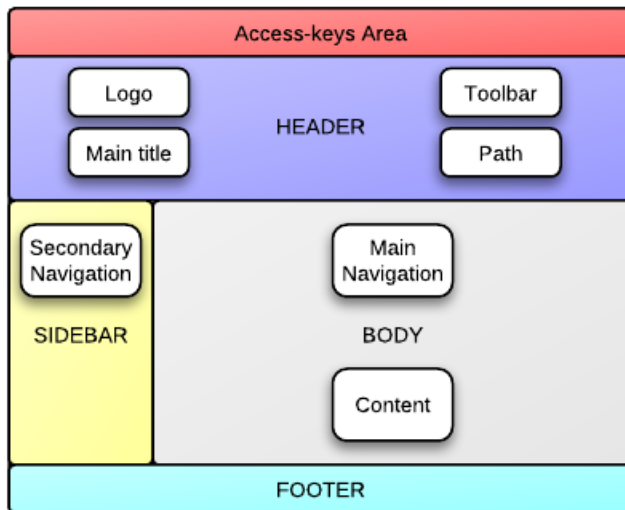 Access-keys Area
Logo
Toolbar
HEADER
Main title
Path
Secondary
Navigation
SIDEBAR
Main
Navigation
BODY
Content
FOOTER